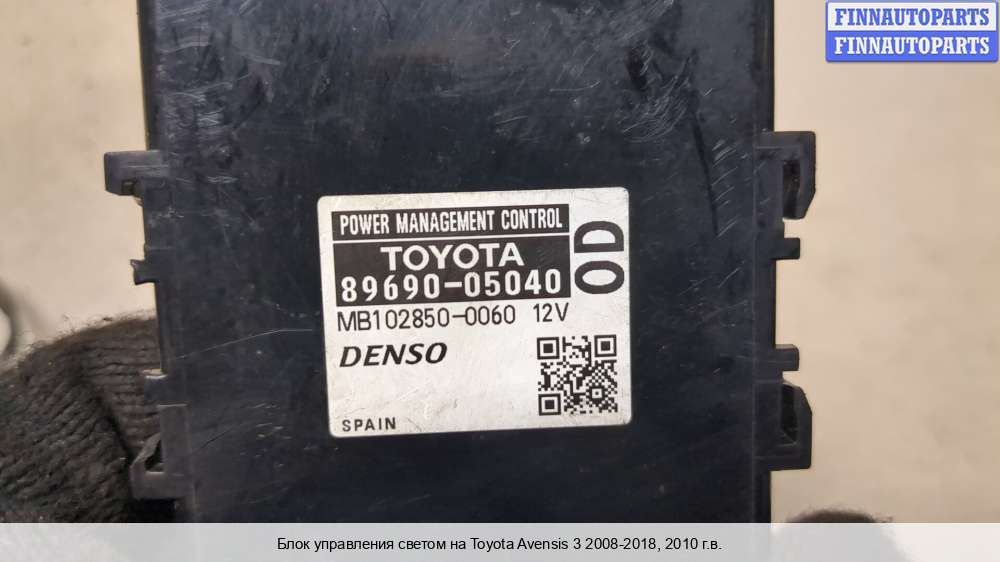 FINNAUTOPARTS
FINNAUTOPARTS
POWER MANAGEMENT CONTROL
TOYOTA
89690-05040
0D
MB102850-0060 12V
DENSO
SPAIN
Блок управления светом на Toyota Avensis 3 2008-2018, 2010 г.в.